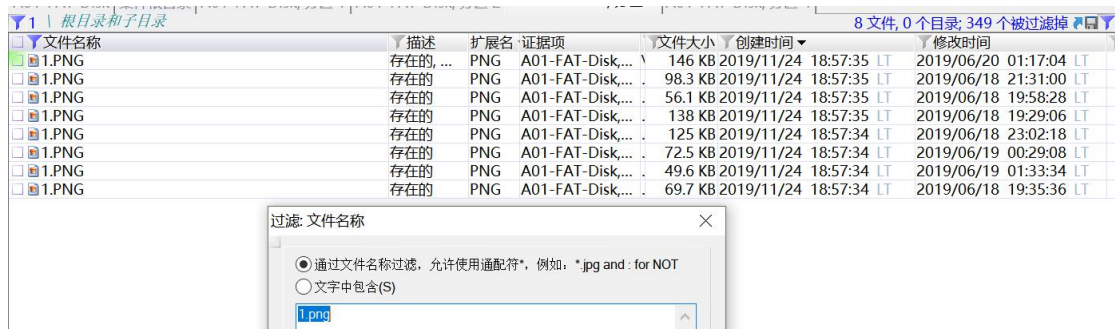 1 \ 根目录和子目录 8 文件, 0 个目录; 349 个被过滤掉
文件名称 描述 扩展名 证据项 文件大小 创建时间 修改时间
1.PNG 存在的, ... PNG A01-FAT-Disk, ... 146 KB 2019/11/24 18:57:35 LT 2019/06/20 01:17:04 LT
1.PNG 存在的 PNG A01-FAT-Disk,... 98.3 KB 2019/11/24 18:57:35 LT 2019/06/18 21:31:00 LT
1.PNG 存在的 PNG A01-FAT-Disk,... 56.1 KB 2019/11/24 18:57:35 LT 2019/06/18 19:58:28 LT
1.PNG 存在的 PNG A01-FAT-Disk,... 138 KB 2019/11/24 18:57:35 LT 2019/06/18 19:29:06 LT
1.PNG 存在的 PNG A01-FAT-Disk,... 125 KB 2019/11/24 18:57:34 LT 2019/06/18 23:02:18 LT
1.PNG 存在的 PNG A01-FAT-Disk,... 72.5 KB 2019/11/24 18:57:34 LT 2019/06/19 00:29:08 LT
1.PNG 存在的 PNG A01-FAT-Disk,... 49.6 KB 2019/11/24 18:57:34 LT 2019/06/19 01:33:34 LT
1.PNG 存在的 PNG A01-FAT-Disk,... 69.7 KB 2019/11/24 18:57:34 LT 2019/06/18 19:35:36 LT
过滤: 文件名称
通过文件名称过滤，允许使用通配符*，例如：*.jpg and : for NOT
文字中包含(S)
1.png